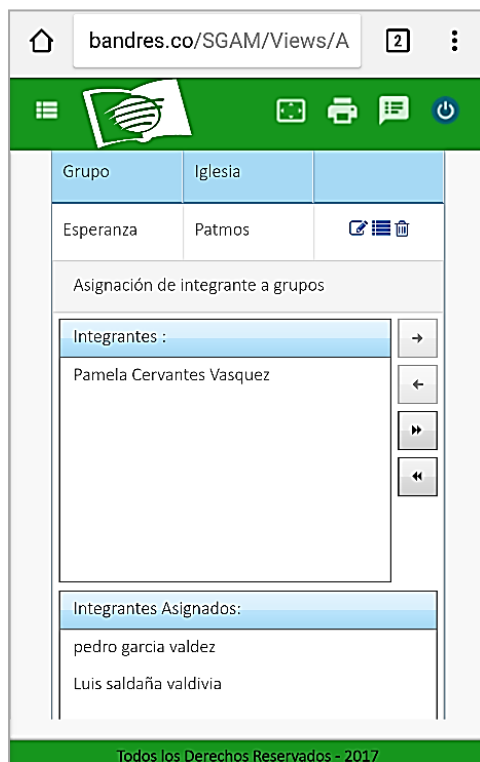 bandres.co/SGAM/Views/A
2
Grupo Iglesia
Esperanza Patmos
Asignación de integrante a grupos
Integrantes :
Pamela Cervantes Vasquez
Integrantes Asignados:
pedro garcia valdez
Luis saldaña valdivia
Todos los Derechos Reservados - 2017